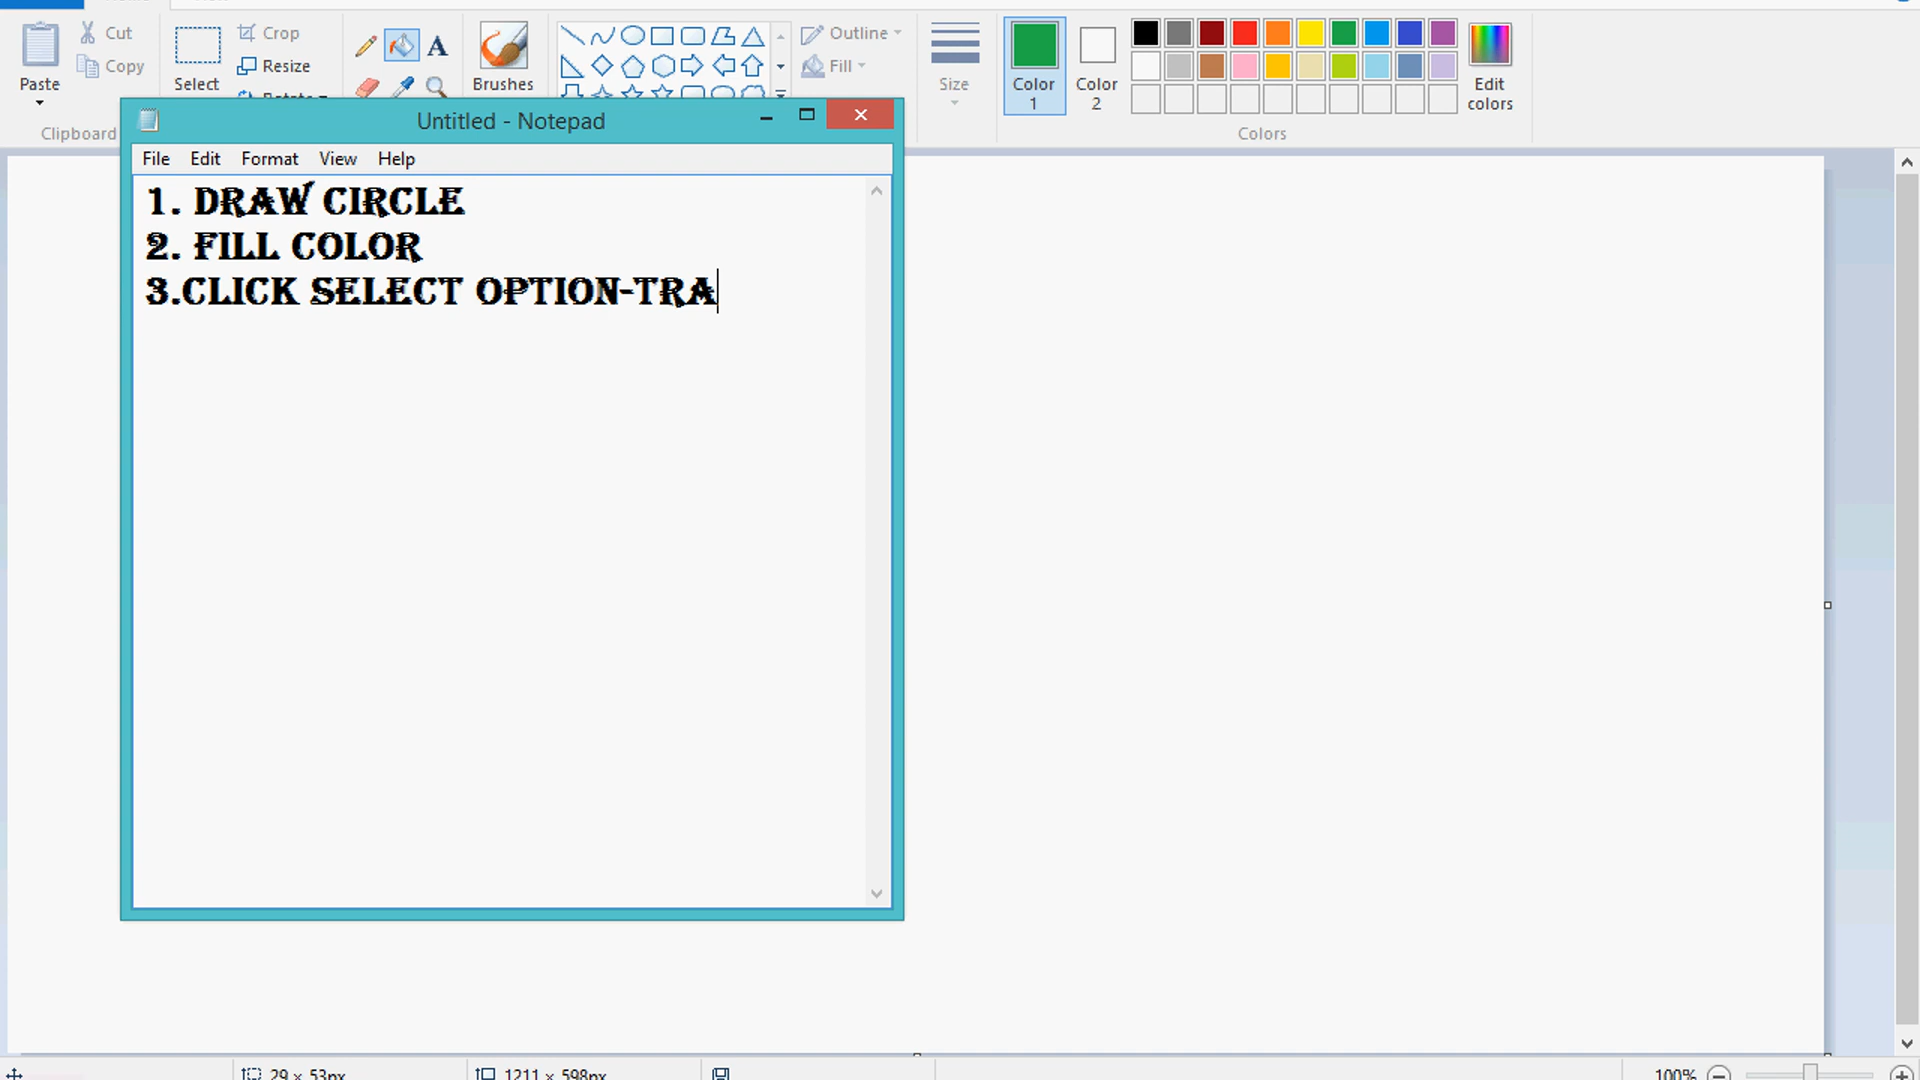 Cut
Crop
Outline
Copy
Resize
Fill
Paste
Select
Brushes
Size
Color 1
Color 2
Edit colors
Clipboard
Colors
Untitled - Notepad
File Edit Format View Help
1. DRAW CIRCLE
2. FILL COLOR
3.CLICK SELECT OPTION-TRA
29 × 53px
1211 × 598px
100%